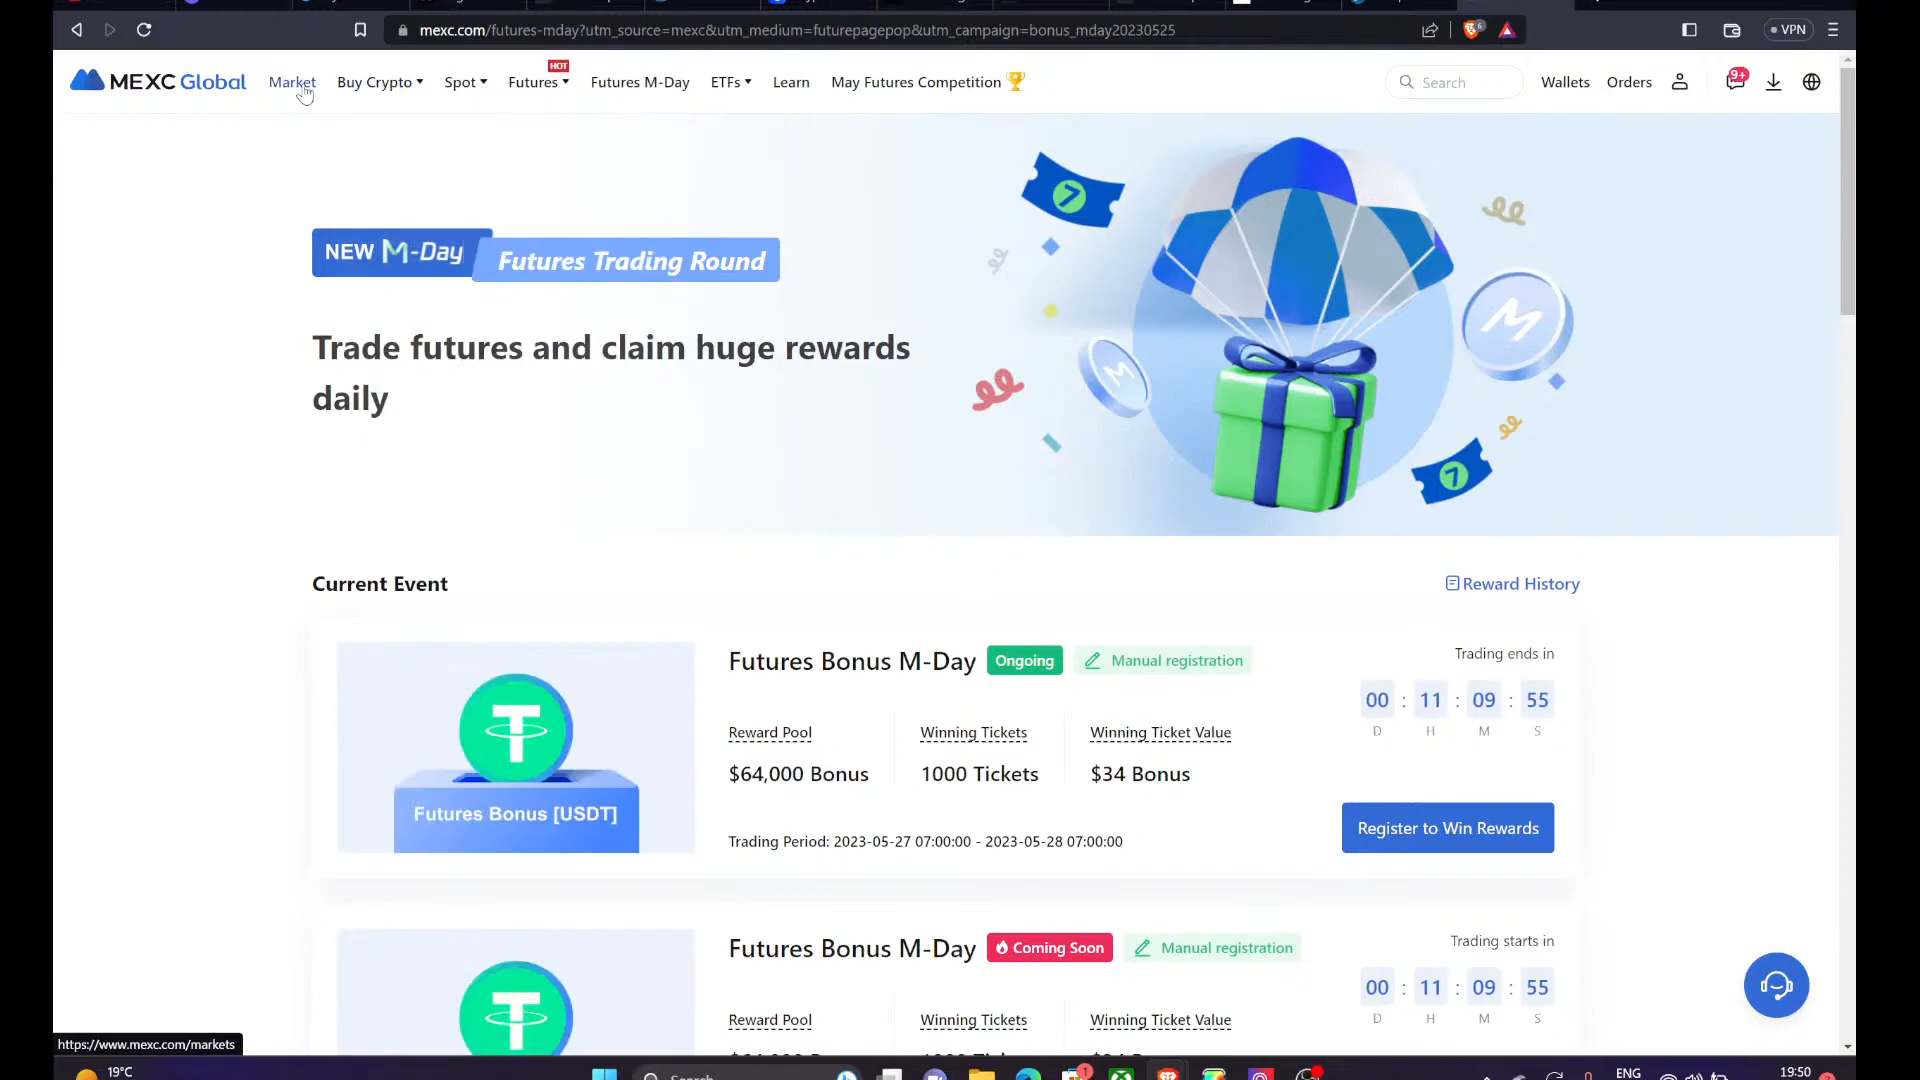 mexc.com/futures-mday?utm_source=mexc&utm_medium=futurepagepop&utm_campaign=bonus_mday20230525
6
VPN
MEXC Global
Market
Buy Crypto
Spot
Futures
HOT
Futures M-Day
ETFs
Learn
May Futures Competition
Search
Wallets
Orders
9+
NEW M-Day
Futures Trading Round
Trade futures and claim huge rewards
daily
7
M
M
7
Current Event
Reward History
Futures Bonus [USDT]
Futures Bonus M-Day
Ongoing
Manual registration
Trading ends in
00 : 11 : 09 : 55
D H M S
Reward Pool
Winning Tickets
Winning Ticket Value
$64,000 Bonus
1000 Tickets
$34 Bonus
Register to Win Rewards
Trading Period: 2023-05-27 07:00:00 - 2023-05-28 07:00:00
Futures Bonus M-Day
Coming Soon
Manual registration
Trading starts in
00 : 11 : 09 : 55
D H M S
Reward Pool
Winning Tickets
Winning Ticket Value
https://www.mexc.com/markets
19°C
Search
1
ENG
19:50